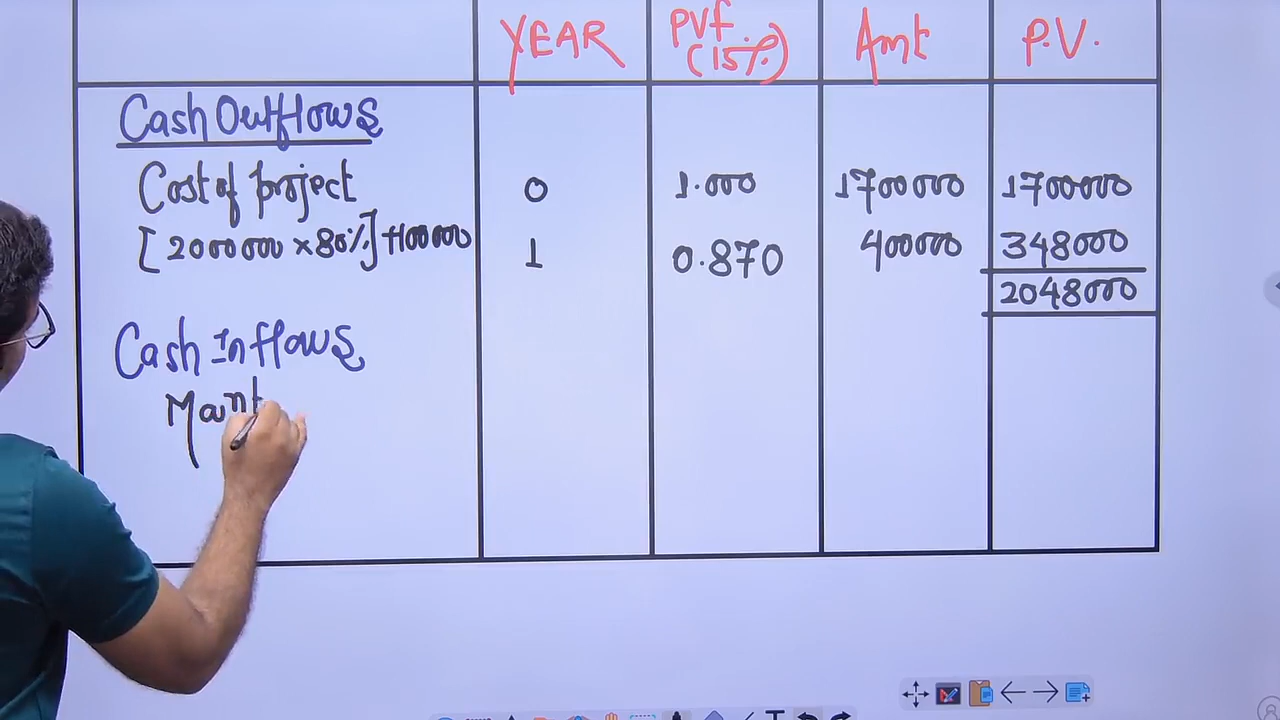 YEAR PVf (15%) Amt P.V.
Cash Outflows
Cost of project 0 1.000 1700000 1700000
[2000000 x 80%] + 100000 1 0.870 400000 348000
2048000
Cash Inflows